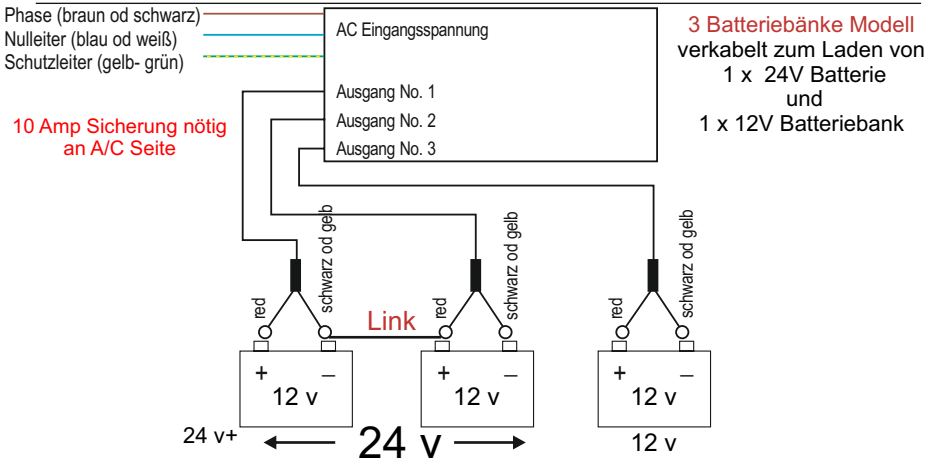 Phase (braun od schwarz)
Nulleiter (blau od weiß)
Schutzleiter (gelb- grün)
AC Eingangsspannung
3 Batteriebänke Modell
verkabelt zum Laden von
1 x 24V Batterie
und
1 x 12V Batteriebank
10 Amp Sicherung nötig
an A/C Seite
Ausgang No. 1
Ausgang No. 2
Ausgang No. 3
red
schwarz od gelb
red
schwarz od gelb
red
schwarz od gelb
Link
+ –
12 v
+ –
12 v
+ –
12 v
24 v+
24 v
12 v